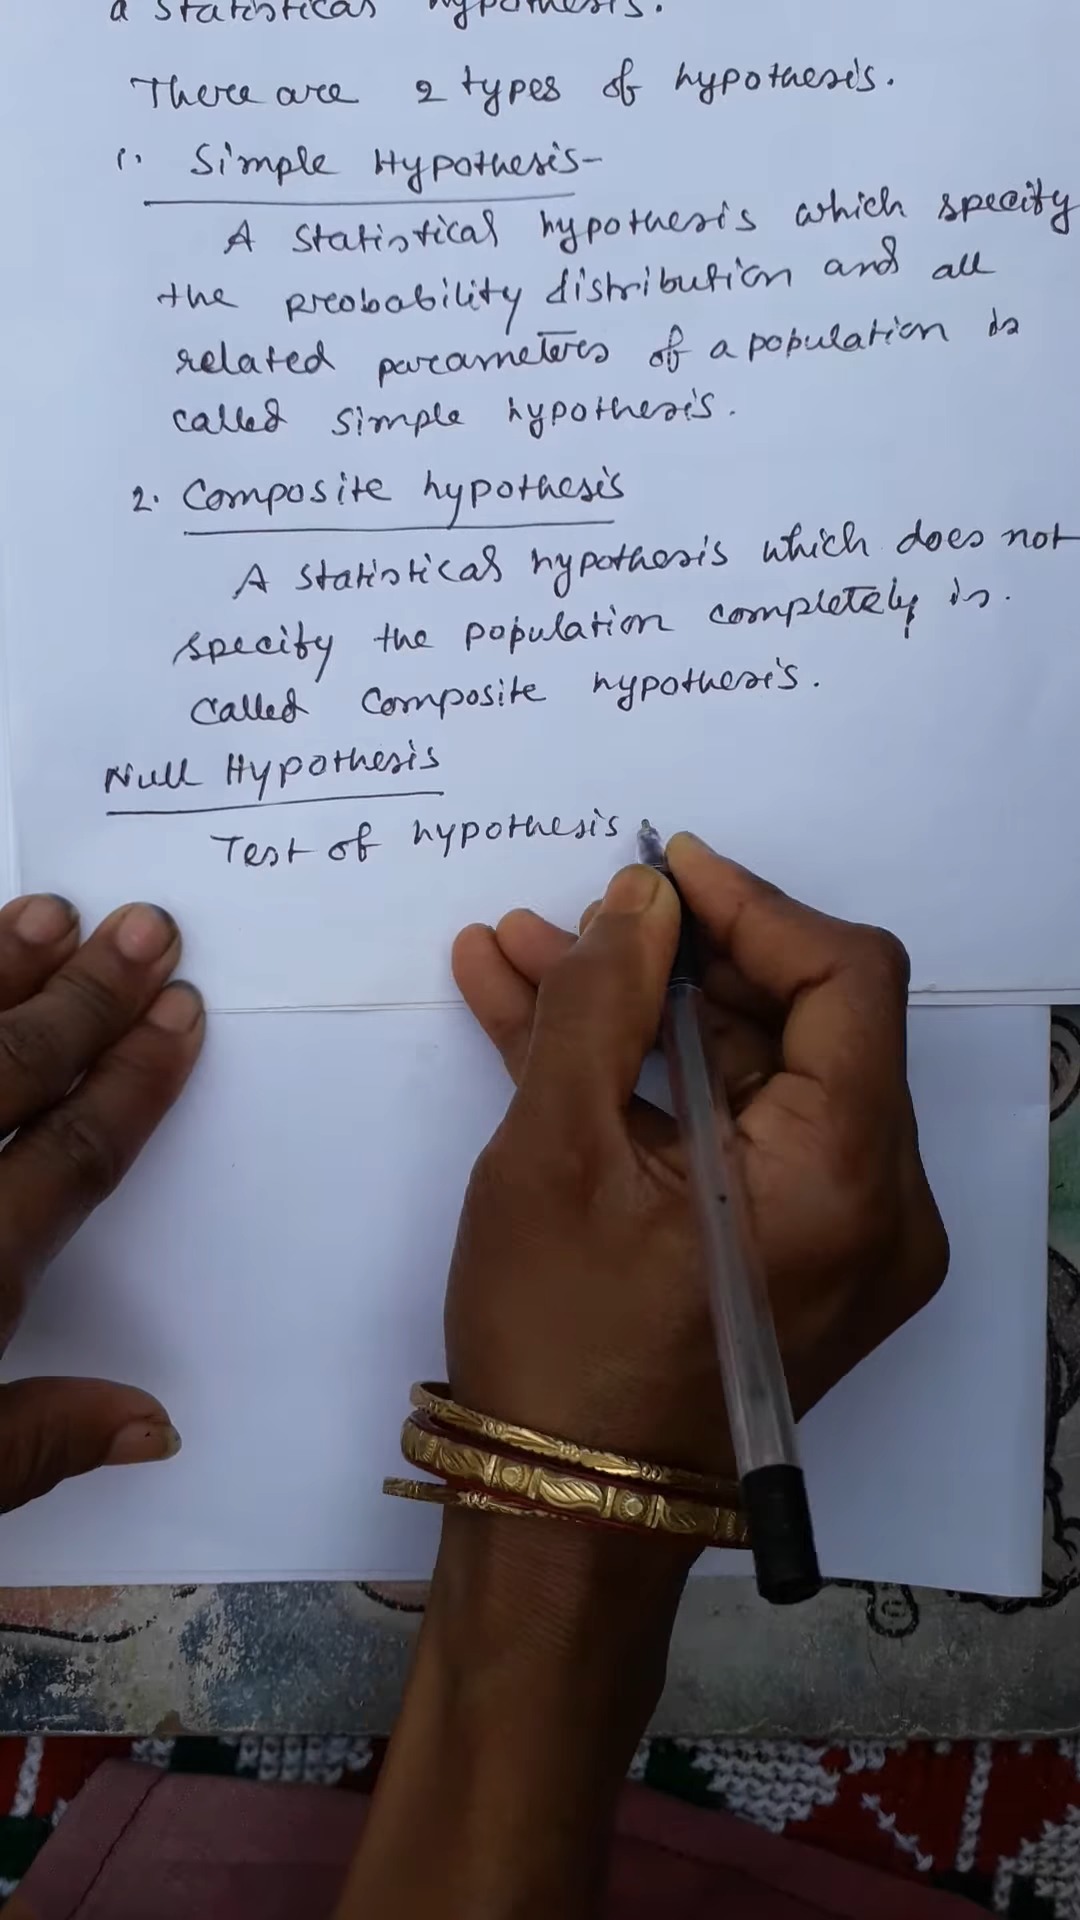 a statistical hypothesis.
There are 2 types of hypothesis.
1. Simple Hypothesis-
A statistical hypothesis which specify
the probability distribution and all
related parameters of a population is
called simple hypothesis.
2. Composite hypothesis
A statistical hypothesis which does not
specify the population completely is.
called composite hypothesis.
Null Hypothesis
Test of hypothesis